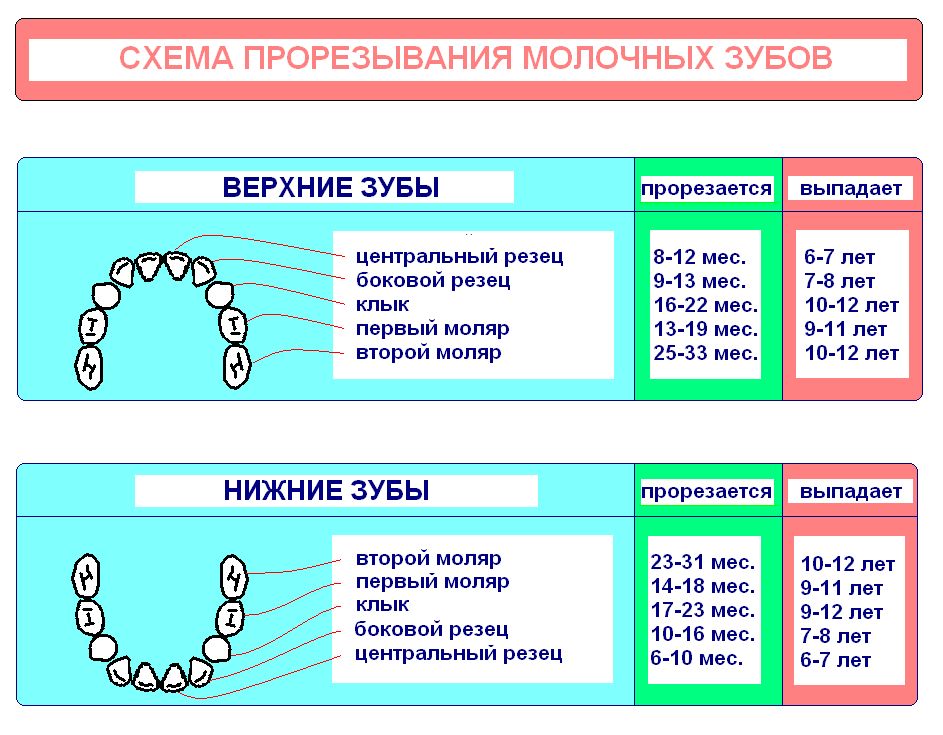 СХЕМА ПРОРЕЗЫВАНИЯ МОЛОЧНЫХ ЗУБОВ
ВЕРХНИЕ ЗУБЫ прорезается выпадает
центральный резец 8-12 мес. 6-7 лет
боковой резец 9-13 мес. 7-8 лет
клык 16-22 мес. 10-12 лет
первый моляр 13-19 мес. 9-11 лет
второй моляр 25-33 мес. 10-12 лет
НИЖНИЕ ЗУБЫ прорезается выпадает
второй моляр 23-31 мес. 10-12 лет
первый моляр 14-18 мес. 9-11 лет
клык 17-23 мес. 9-12 лет
боковой резец 10-16 мес. 7-8 лет
центральный резец 6-10 мес. 6-7 лет